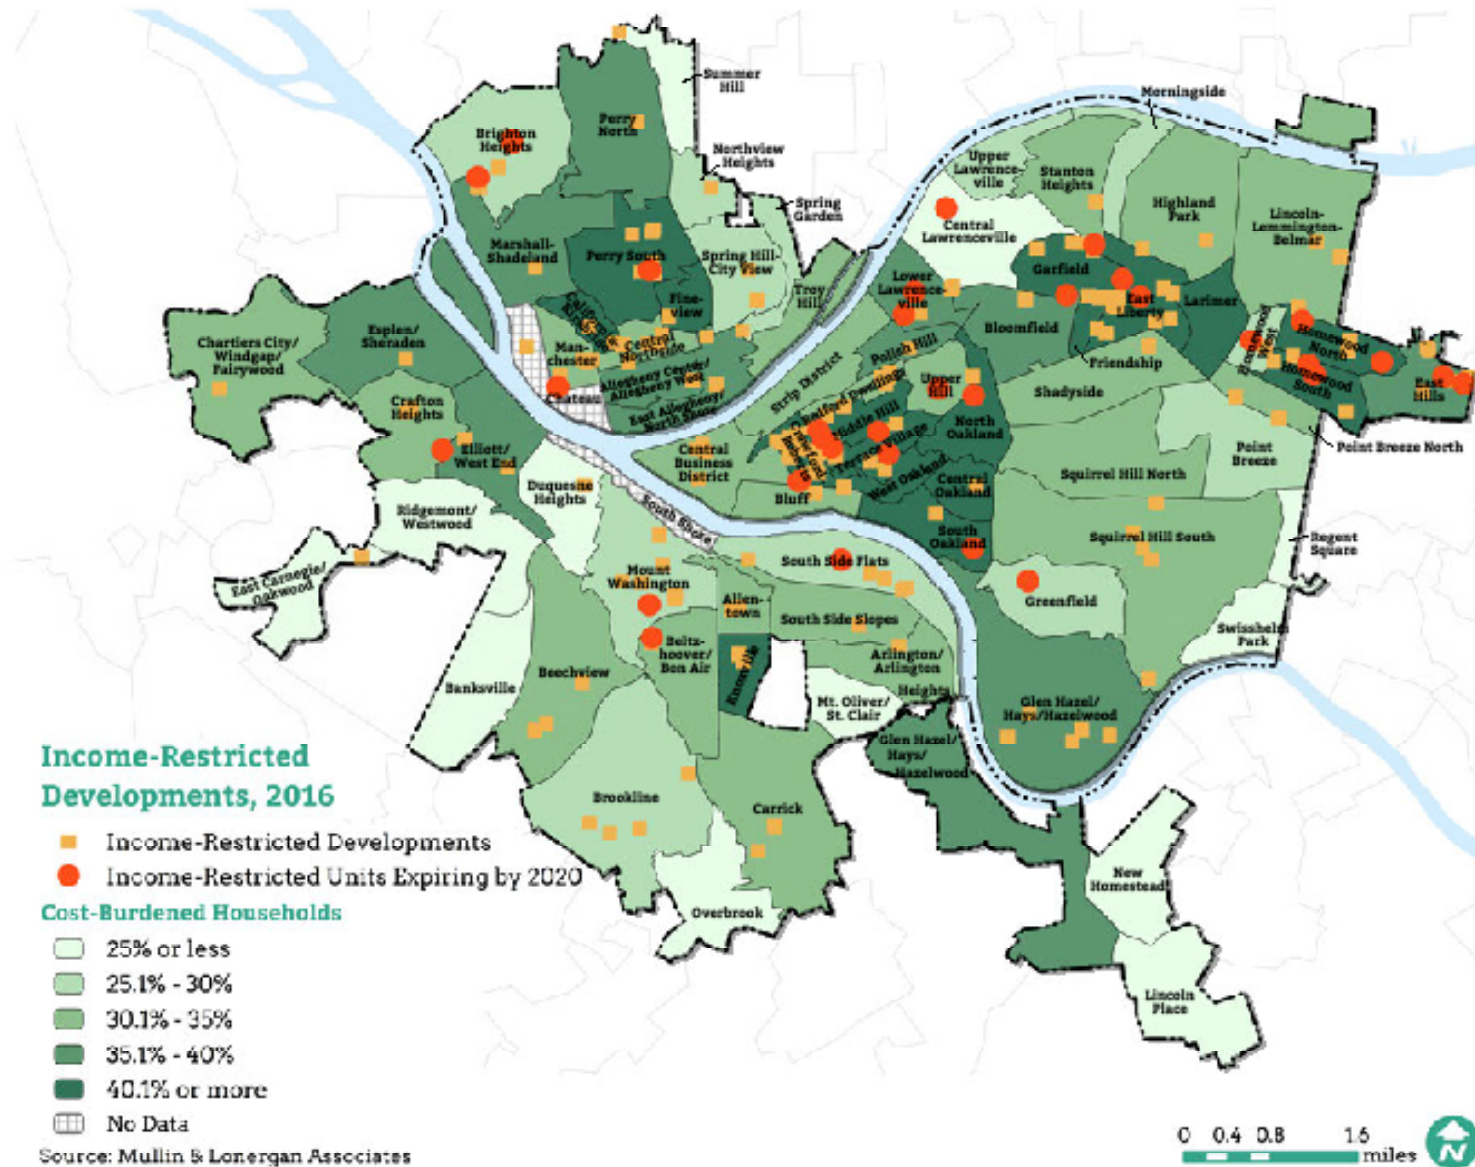 Summer
Hill
Morningside
Brighton
Heights
Perry
North
Northview
Heights
Upper
Lawrence-
ville
Stanton
Heights
Spring
Garden
Highland
Park
Lincoln-
Lemmington-
Belmar
Central
Lawrenceville
Marshall-
Shadeland
Perry South
Spring Hill-
City View
Garfield
Lower
Lawrence-
ville
Troy
Hill
Fine-
view
East
Liberty
Larimer
Chartiers City/
Windgap/
Fairywood
Esplen/
Sheraden
Bloomfield
Homewood
North
Homewood
West
Man-
chester
Central
Northside
Polish Hill
Friendship
Allegheny Center/
Allegheny West
Strip District
Upper
Hill
Shadyside
Homewood
South
East
Hills
Chateau
East Allegheny/
North Shore
Bedford Dwellings
Crafton
Heights
Middle Hill
North
Oakland
Elliott/
West End
Central
Business
District
Terrace Village
Point
Breeze
Point Breeze North
West Oakland
Squirrel Hill North
Duquesne
Heights
Bluff
Central
Oakland
Ridgemont/
Westwood
South Shore
South
Oakland
Squirrel Hill South
Regent
Square
East Carnegie/
Oakwood
Mount
Washington
South Side Flats
Greenfield
Allen-
town
South Side Slopes
Swisshelm
Park
Beltz-
hoover/
Bon Air
Knoxville
Arlington/
Arlington
Heights
Beechview
Banksville
Mt. Oliver/
St. Clair
Glen Hazel/
Hays/Hazelwood
Glen Hazel/
Hays/
Hazelwood
Brookline
Carrick
New
Homestead
Overbrook
Lincoln
Place
Income-Restricted
Developments, 2016
Income-Restricted Developments
Income-Restricted Units Expiring by 2020
Cost-Burdened Households
25% or less
25.1% - 30%
30.1% - 35%
35.1% - 40%
40.1% or more
No Data
Source: Mullin & Lonergan Associates
0 0.4 0.8 1.6
miles
N